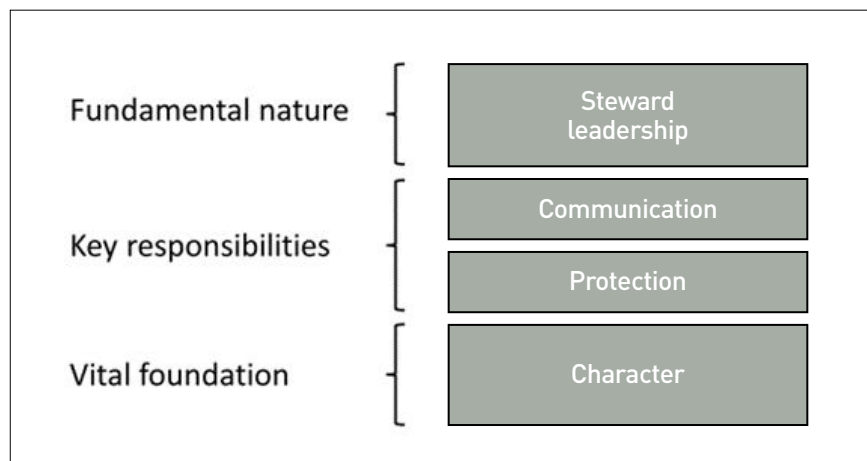 Fundamental nature
Steward
leadership
Key responsibilities
Communication
Protection
Vital foundation
Character